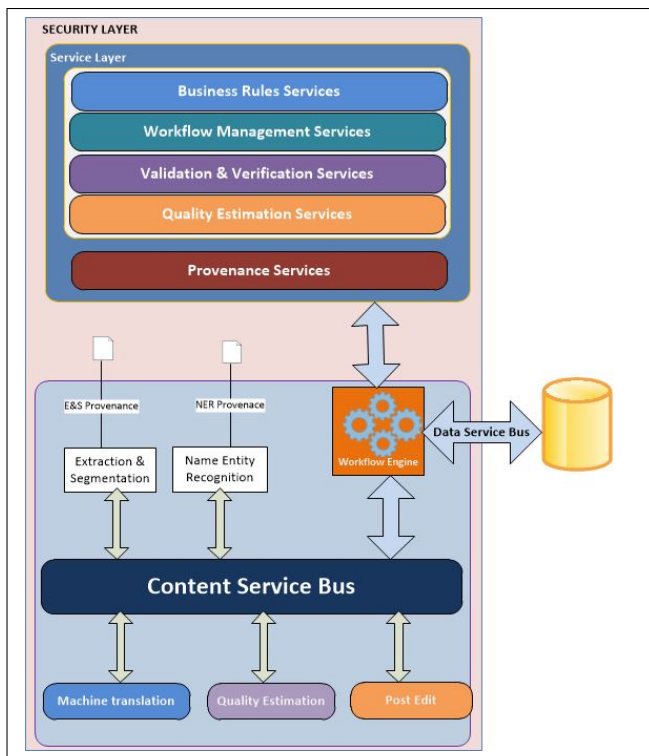 SECURITY LAYER
Service Layer
Business Rules Services
Workflow Management Services
Validation & Verification Services
Quality Estimation Services
Provenance Services
E&S Provenance
NER Provenace
Extraction &
Segmentation
Name Entity
Recognition
Workflow Engine
Data Service Bus
Content Service Bus
Machine translation
Quality Estimation
Post Edit